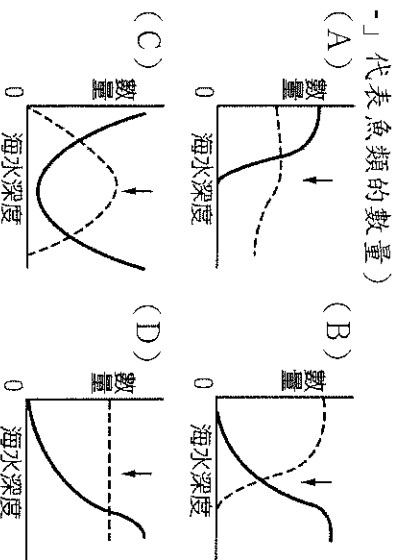 -」代表魚類的數量）
（A）
數量
0
海水深度
（B）
數量
0
海水深度
（C）
數量
0
海水深度
（D）
數量
0
海水深度